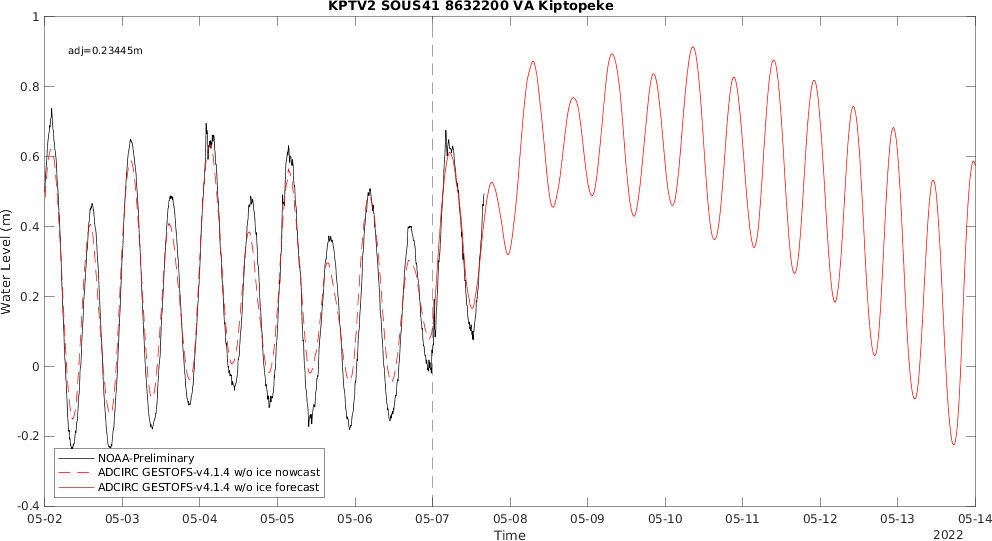 KPTV2 SOUS41 8632200 VA Kiptopeke
adj=0.23445m
Water Level (m)
1
0.8
0.6
0.4
0.2
0
-0.2
-0.4
NOAA-Preliminary
ADCIRC GESTOFS-v4.1.4 w/o ice nowcast
ADCIRC GESTOFS-v4.1.4 w/o ice forecast
05-02 05-03 05-04 05-05 05-06 05-07 05-08 05-09 05-10 05-11 05-12 05-13 05-14
Time
2022